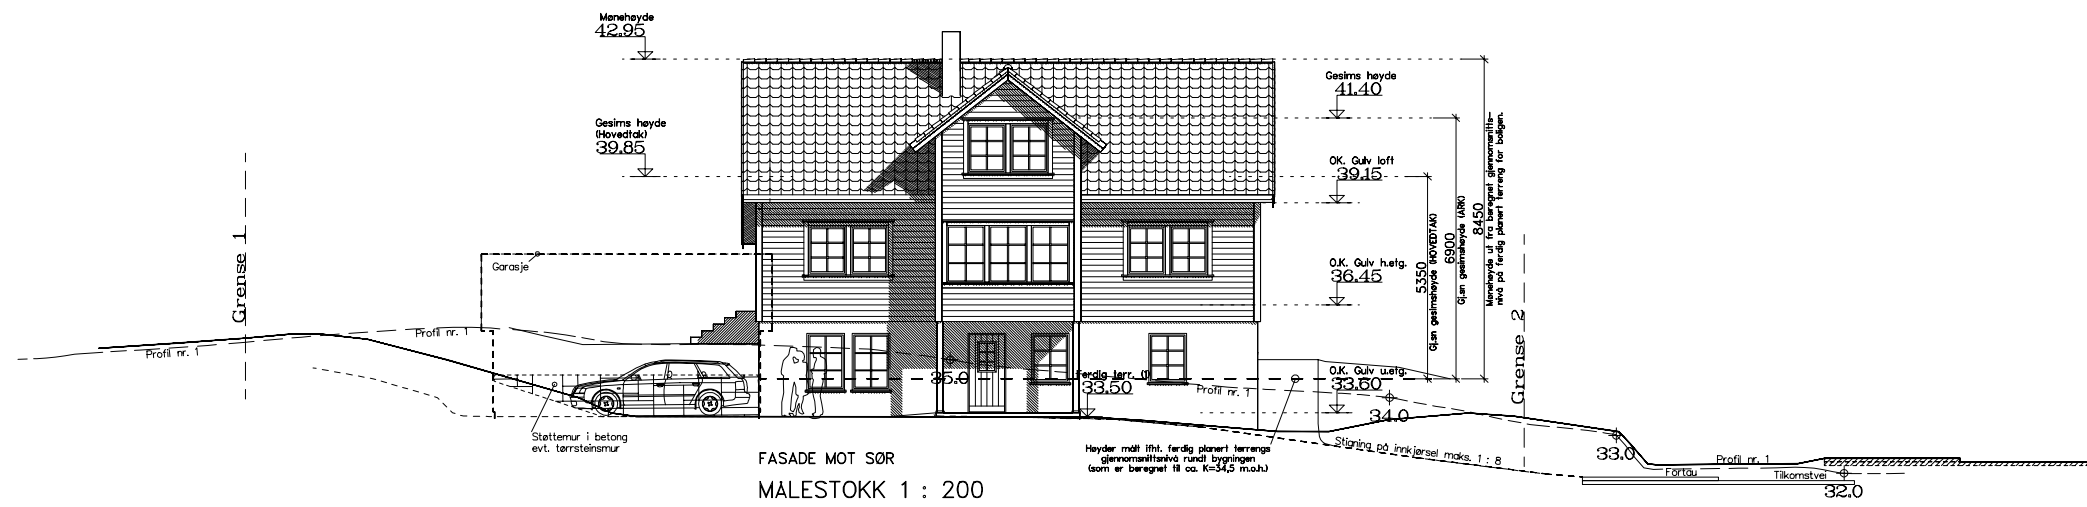 Mønehøyde
42.95
Gesims høyde
(Hovedtak)
39.85
Gesims høyde
41.40
OK. Gulv loft
39.15
O.K. Gulv h.etg.
36.45
O.K. Gulv u.etg.
33.60
5350
Gj.sn gesimshøyde (HOVEDTAK)
6900
Gj.sn gesimshøyde (ARK)
8450
Mønehøyde ut fra beregnet gjennomsnitts-
nivå på ferdig planert terreng for boligen.
Grense 1
Garasje
Profil nr. 1
Profil nr. 1
35.0
Ferdig terr. (1)
33.50
Profil nr. 1
34.0
Grense 2
Støttemur i betong
evt. tørrsteinsmur
Høyder målt ifht. ferdig planert terrengs
gjennomsnittsnivå rundt bygningen
(som er beregnet til ca. K=34,5 m.o.h.)
Stigning på innkjørsel maks. 1 : 8
33.0
Profil nr. 1
Fortau
Tilkomstvei
32.0
FASADE MOT SØR
MÅLESTOKK 1 : 200